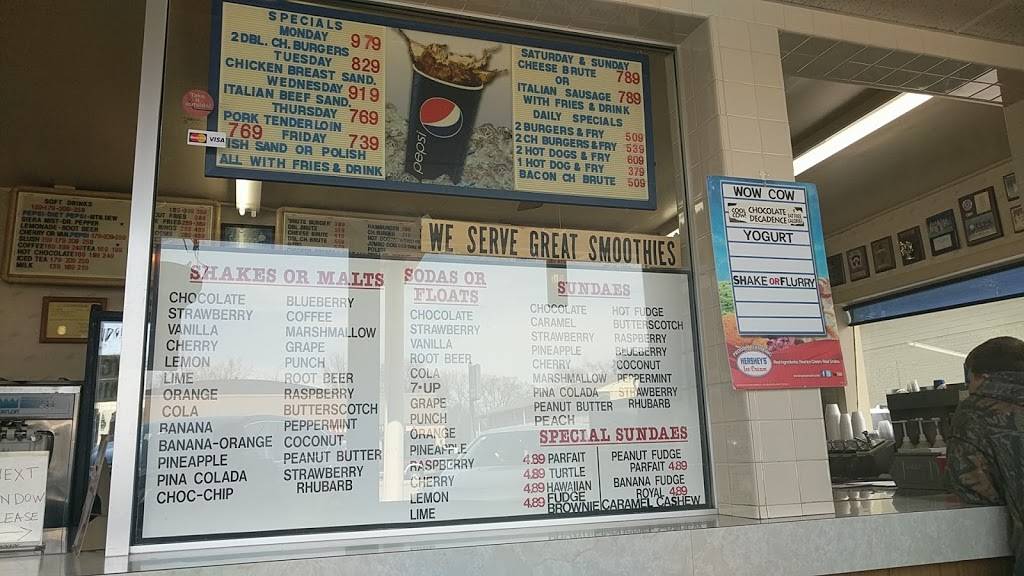 SPECIALS
MONDAY
2 DBL. CH. BURGERS 979
TUESDAY
CHICKEN BREAST SAND. 829
WEDNESDAY
ITALIAN BEEF SAND. 919
THURSDAY
PORK TENDERLOIN 769
769 FRIDAY
ISH SAND OR POLISH 739
ALL WITH FRIES & DRINK
pepsi
SATURDAY & SUNDAY
CHEESE BRUTE 789
OR
ITALIAN SAUSAGE 789
WITH FRIES & DRINK
DAILY SPECIALS
2 BURGERS & FRY 509
2 CH BURGERS & FRY 539
2 HOT DOGS & FRY 609
1 HOT DOG & FRY 379
BACON CH BRUTE 509
VISA
SOFT DRINKS
WE SERVE GREAT SMOOTHIES
SHAKES OR MALTS
CHOCOLATE
STRAWBERRY
VANILLA
CHERRY
LEMON
LIME
ORANGE
COLA
RANANA
BANANA-ORANGE
PINEAPPLE
PINA COLADA
CHOC-CHIP
BLUEBERRY
COFFEE
MARSHMALLOW
GRAPE
PUNCH
ROOT BEER
RASPBERRY
BUTTERSCOTCH
PEPPERMINT
COCONUT
PEANUT BUTTER
STRAWBERRY
RHUBARB
SODAS OR
FLOATS
CHOCOLATE
STRAWBERRY
VANILLA
ROOT BEER
COLA
7-UP
GRAPE
PUNCH
ORANGE
PINEAPPLE
RASPBERRY
CHERRY
LEMON
LIME
SUNDAES
CHOCOLATE
CARAMEL
STRAWBERRY
PINEAPPLE
CHERRY
MARSHMALLOW
PINA COLADA
PEANUT BUTTER
PEACH
HOT FUDGE
BUTTERSCOTCH
RASPBERRY
BLUEBERRY
COCONUT
PEPPERMINT
STRAWBERRY
RHUBARB
SPECIAL SUNDAES
4.89 PARFAIT
4.89 TURTLE
4.89 HAWAIIAN
4.89 FUDGE
BROWNIE
PEANUT FUDGE
PARFAIT 4.89
BANANA FUDGE
ROYAL 4.89
CARAMEL CASHEW
WOW COW
CHOCOLATE
DECADENCE
YOGURT
SHAKE OR FLURRY
HERSHEY'S
Ice Cream
NEXT
NDOW
LEASE